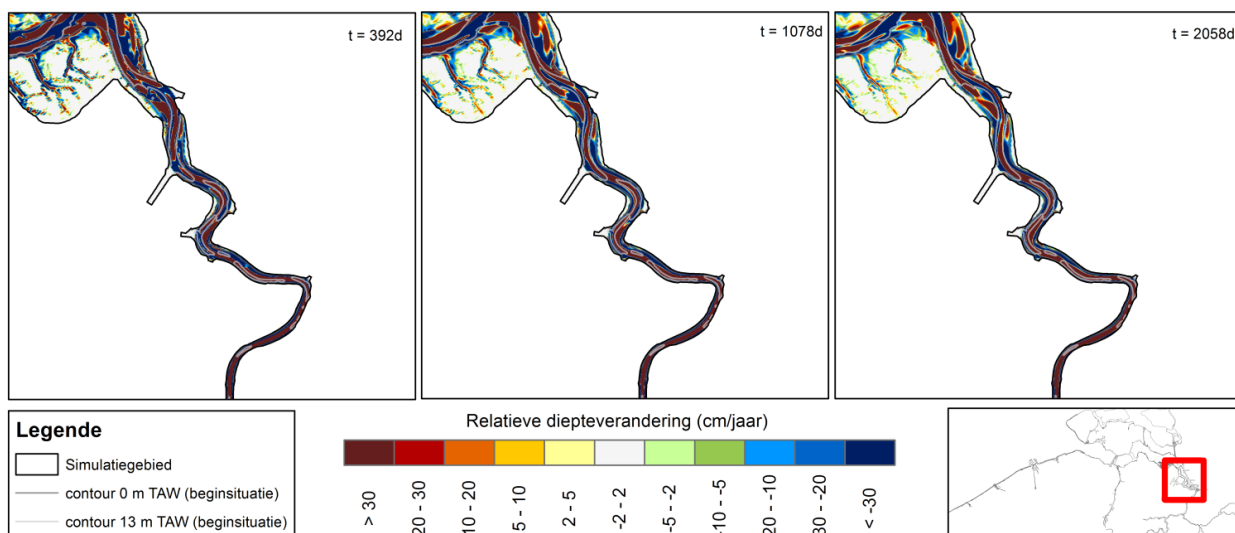 t = 392d
t = 1078d
t = 2058d
Legende
Simulatiegebied
contour 0 m TAW (beginsituatie)
contour 13 m TAW (beginsituatie)
Relatieve diepteverandering (cm/jaar)
> 30
20 - 30
10 - 20
5 - 10
2 - 5
-2 - 2
-5 - -2
-10 - -5
-20 - -10
-30 - -20
< -30